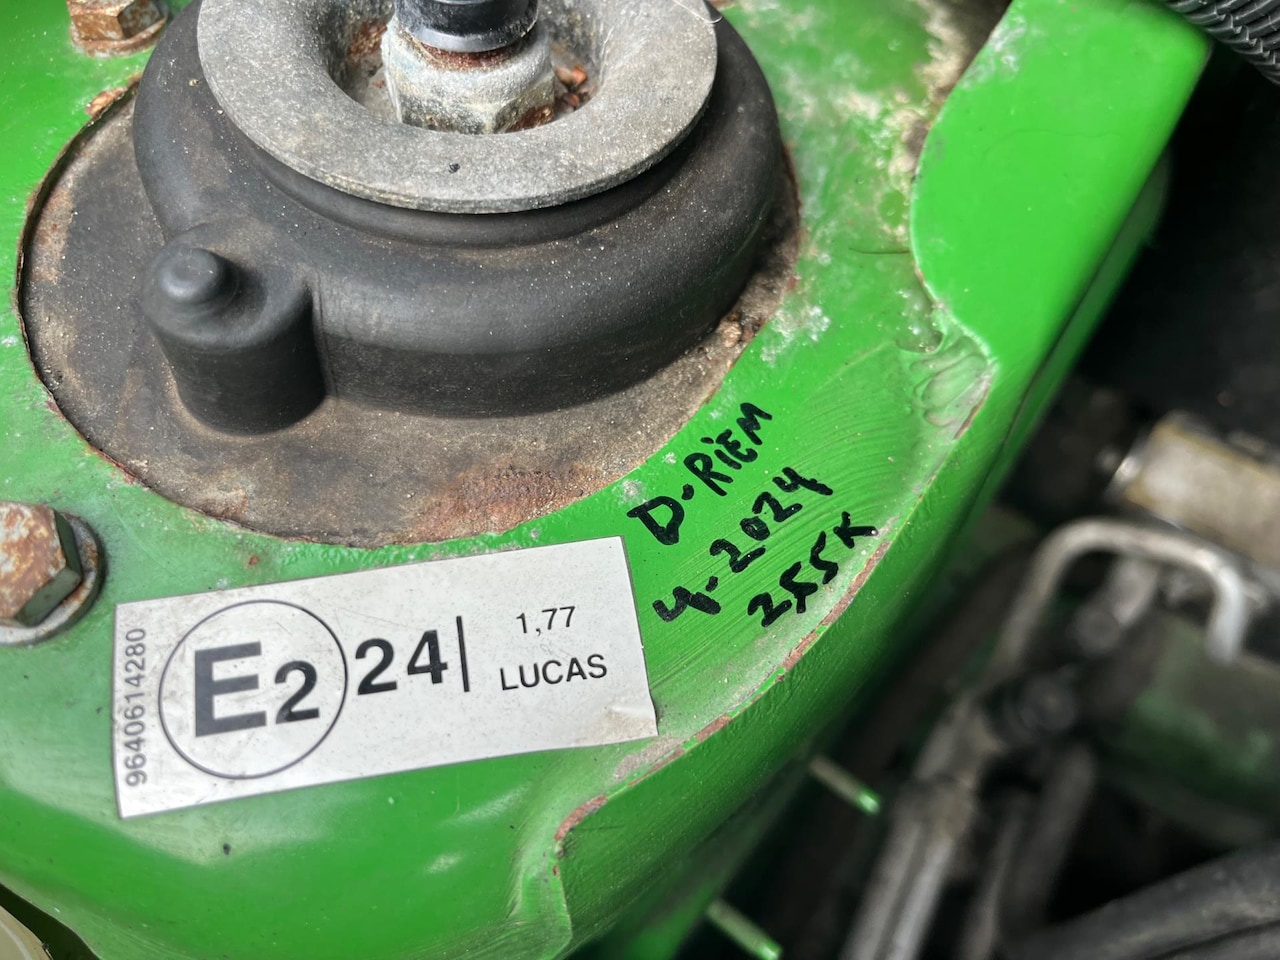 D-RiEM
4-2024
255K
9640614280
E2 24
1,77
LUCAS